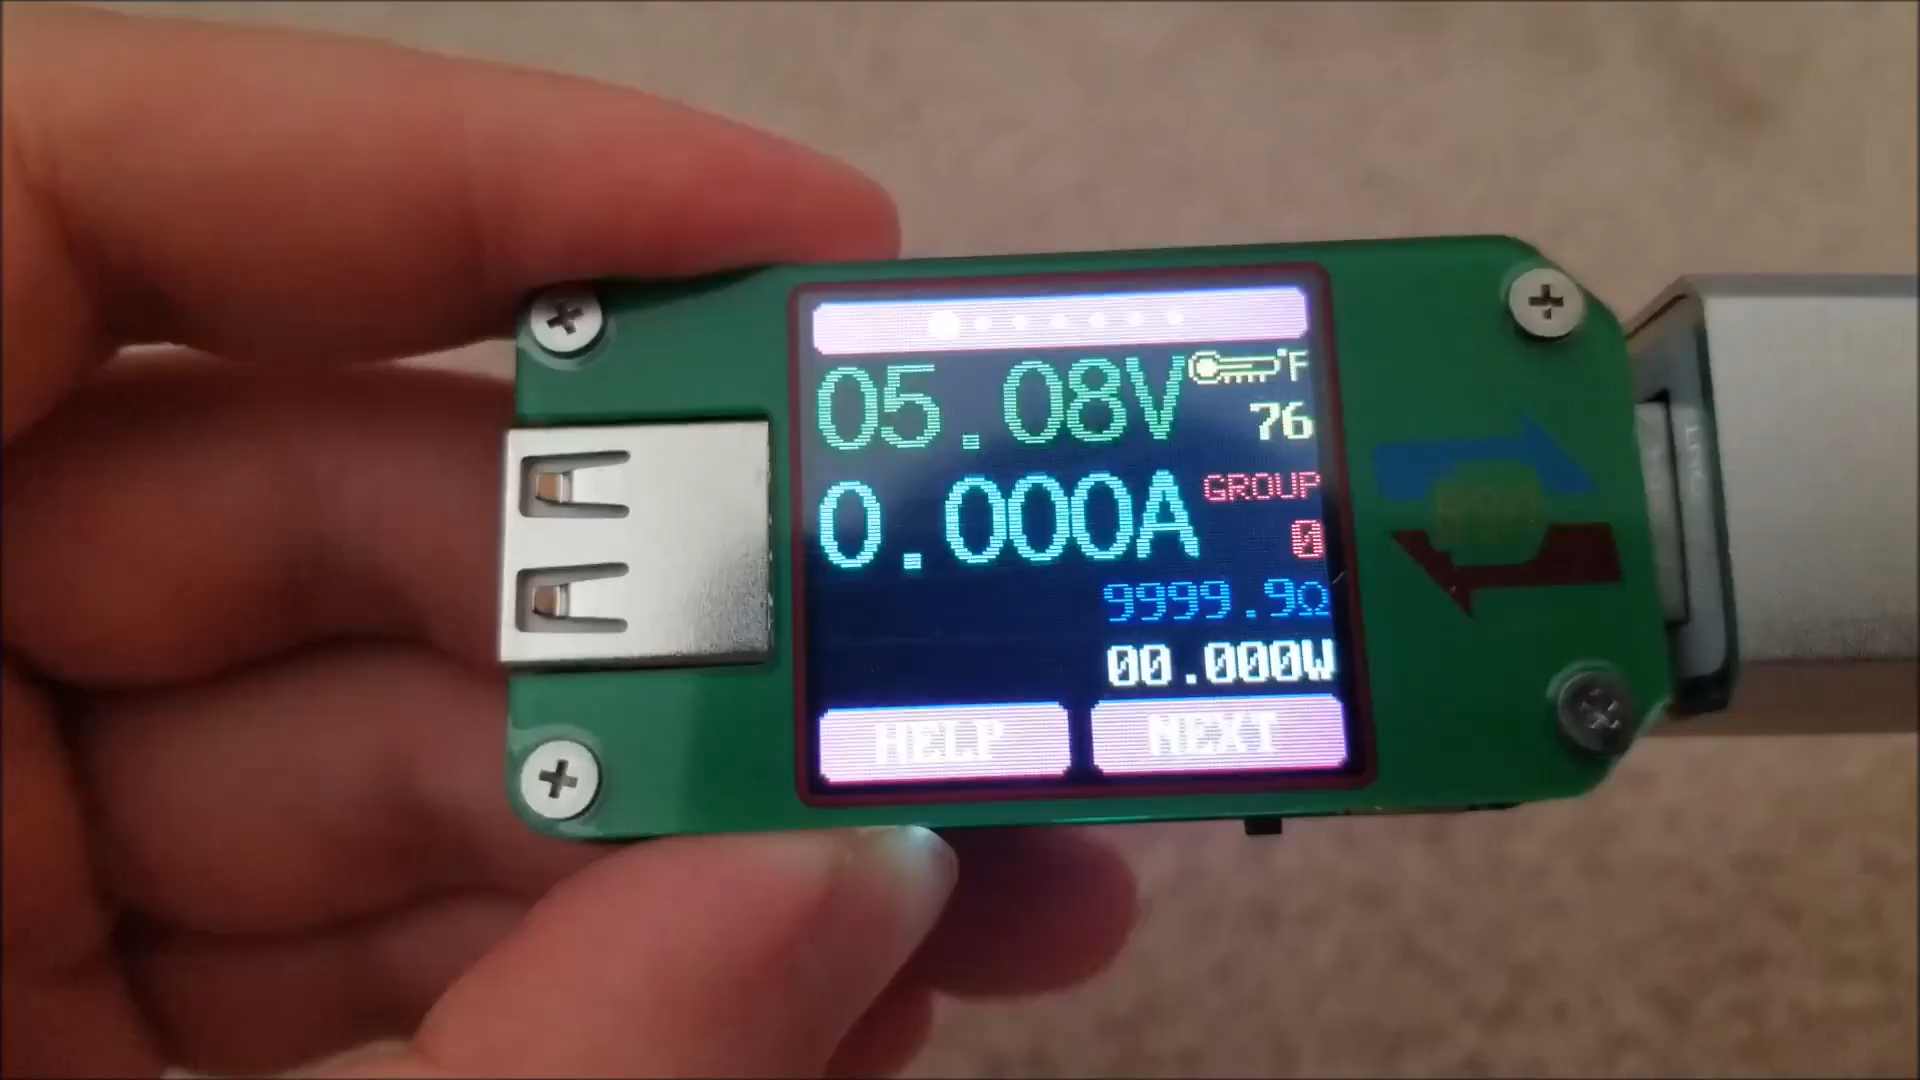 05.08V °F
76
0.000A GROUP
0
9999.9Ω
00.000W
HELP NEXT